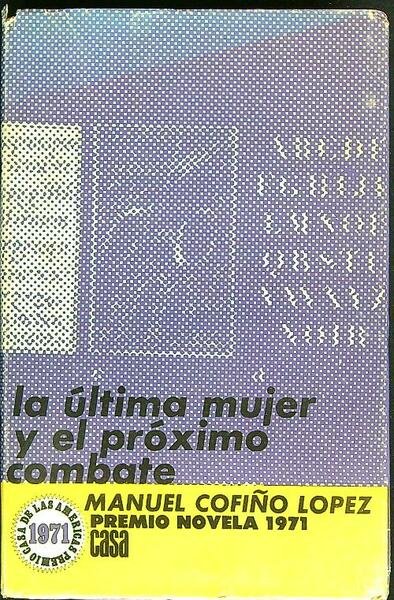 la última mujer
y el próximo
combate
MANUEL COFIÑO LOPEZ
PREMIO NOVELA 1971
casa
PREMIO CASA DE LAS AMERICAS
1971